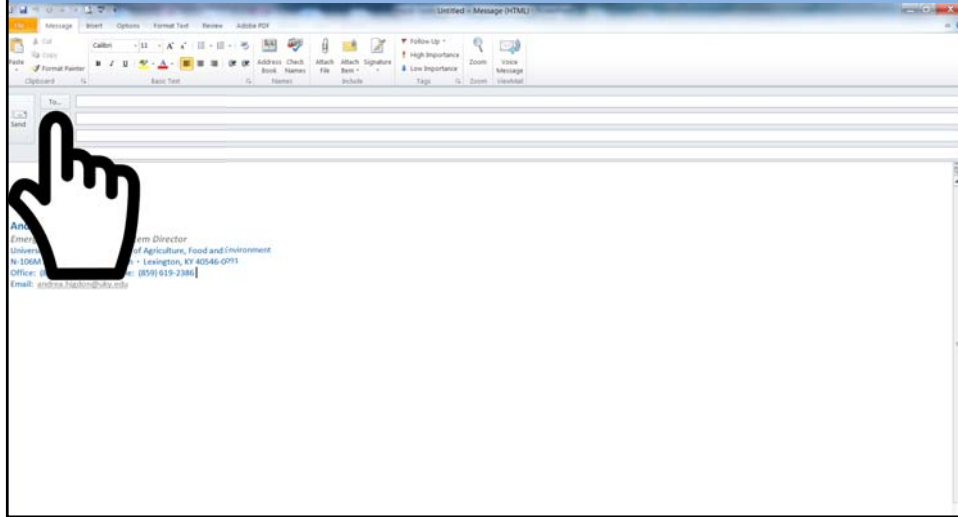 Untitled - Message (HTML)
File Message Insert Options Format Text Review Adobe PDF
Cut
Copy
Paste
Format Painter
Clipboard
Calibri 11
B I U
Basic Text
Address Book
Check Names
Names
Attach File
Attach Item
Signature
Include
Follow Up
High Importance
Low Importance
Tags
Zoom
Zoom
Voice Message
To...
Send
Director
of Agriculture, Food and Environment
N-106M
Lexington, KY 40546-0091
Office:
(859) 619-2386
Email: andrea.higdon@uky.edu